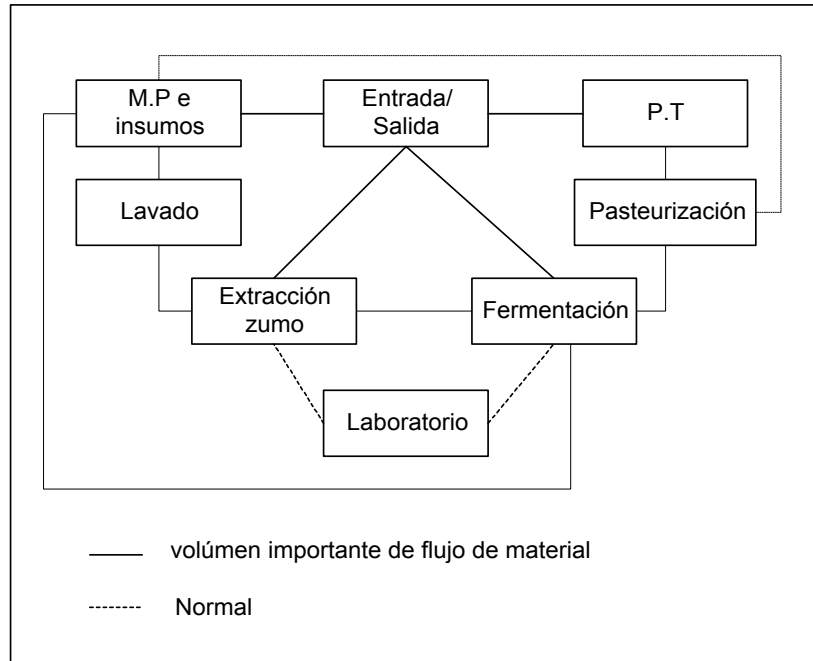 M.P e
insumos
Entrada/
Salida
P.T
Lavado
Pasteurización
Extracción
zumo
Fermentación
Laboratorio
volúmen importante de flujo de material
Normal